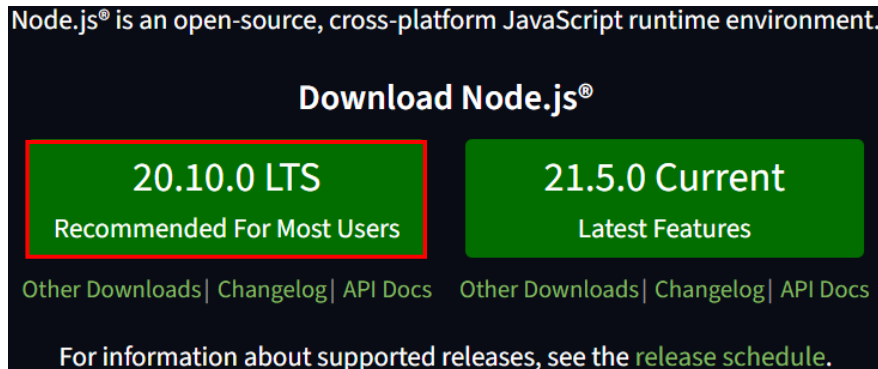 Node.js® is an open-source, cross-platform JavaScript runtime environment.
Download Node.js®
20.10.0 LTS
Recommended For Most Users
21.5.0 Current
Latest Features
Other Downloads| Changelog| API Docs
Other Downloads| Changelog| API Docs
For information about supported releases, see the release schedule.